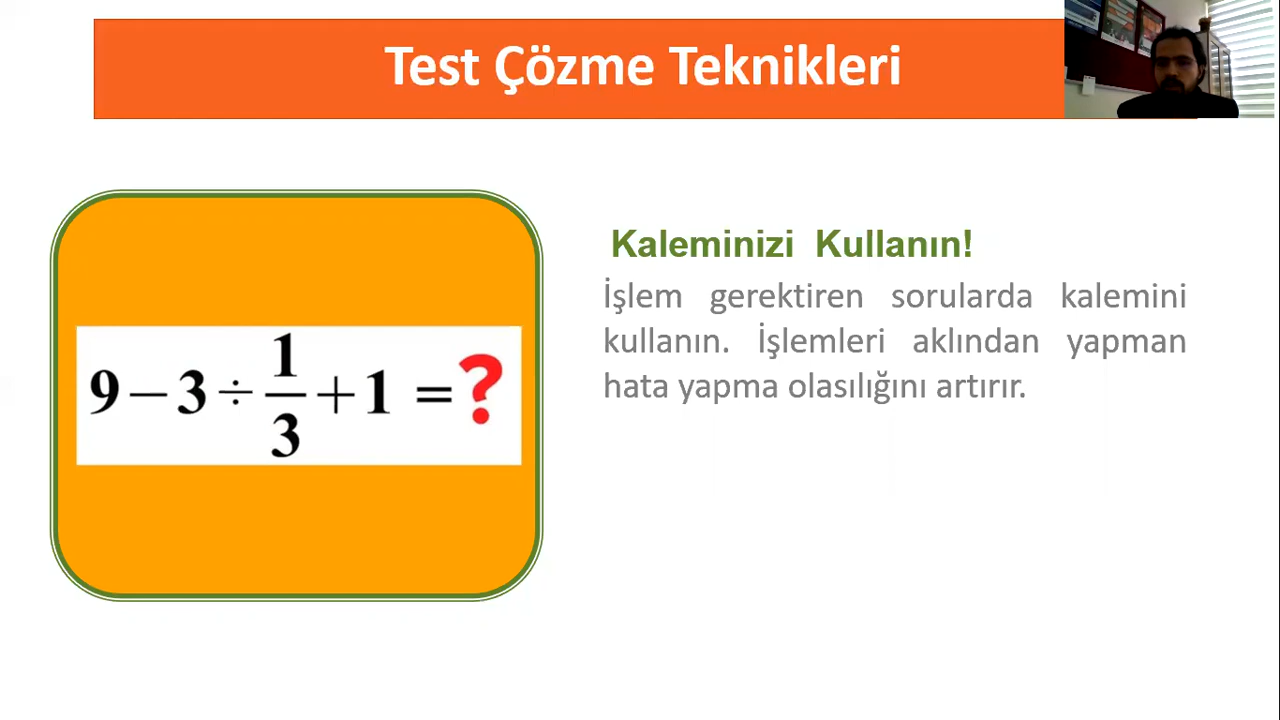 Test Çözme Teknikleri
Kaleminizi Kullanın!
İşlem gerektiren sorularda kalemini
kullanın. İşlemleri aklından yapman
hata yapma olasılığını artırır.
9 − 3 ÷ 1/3 + 1 = ?